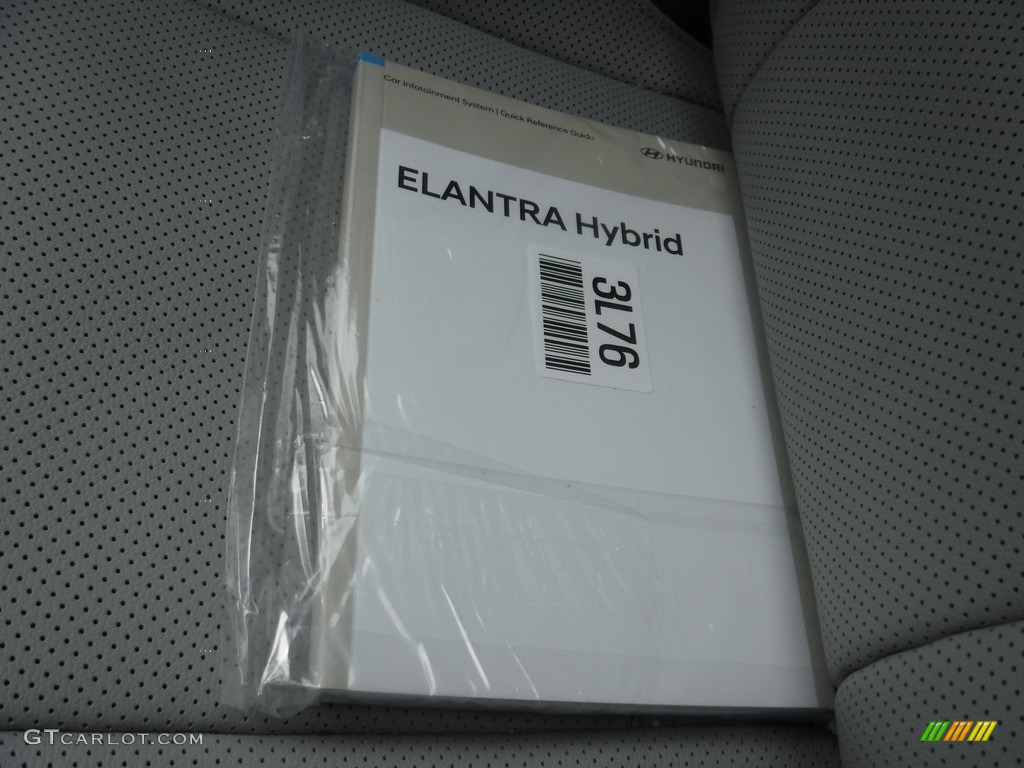 Car Infotainment System | Quick Reference Guide
HYUNDAI
ELANTRA Hybrid
3L76
GTcarlot.com